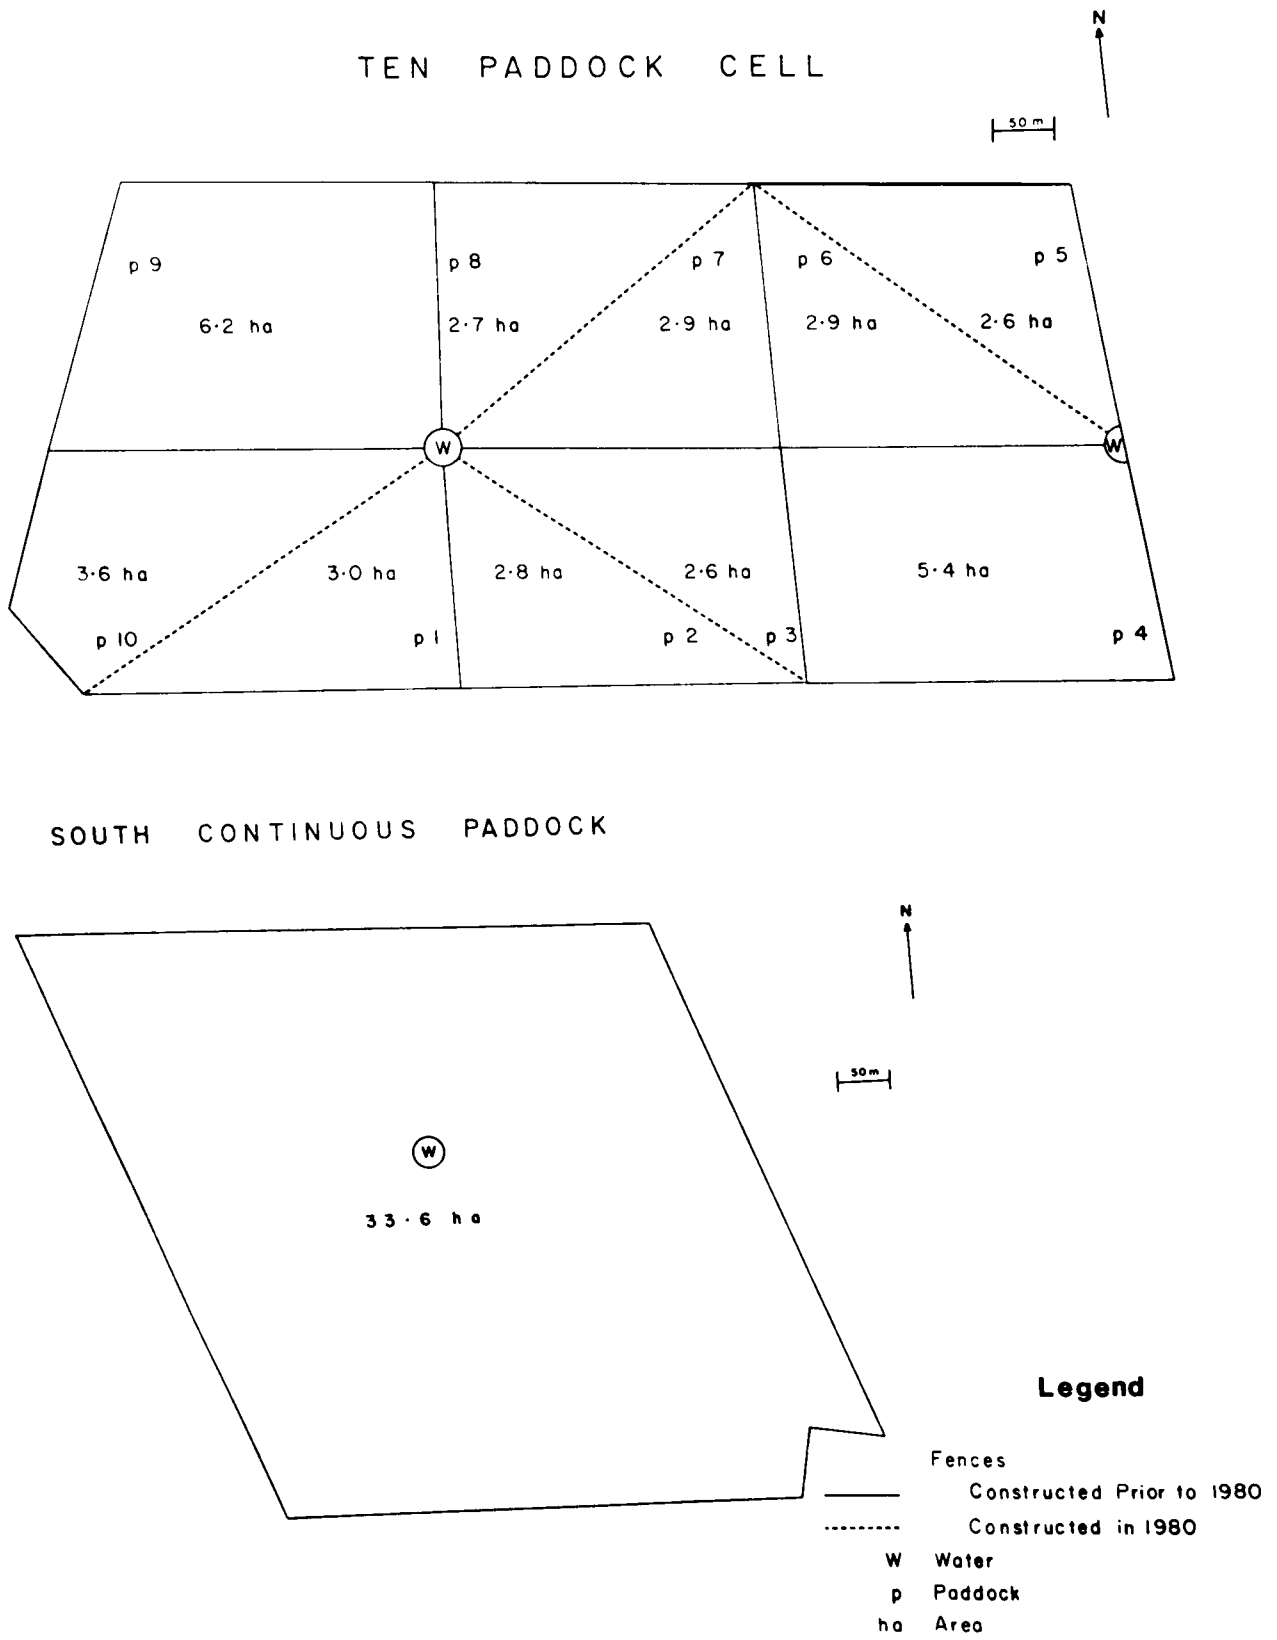 N
TEN PADDOCK CELL
50 m
p 9
p 8
p 7
p 6
p 5
6·2 ha
2·7 ha
2·9 ha
2·9 ha
2·6 ha
W
W
3·6 ha
3·0 ha
2·8 ha
2·6 ha
5·4 ha
p 10
p 1
p 2
p 3
p 4
SOUTH CONTINUOUS PADDOCK
N
50 m
W
33·6 ha
Legend
Fences
Constructed Prior to 1980
Constructed in 1980
W Water
p Paddock
ha Area